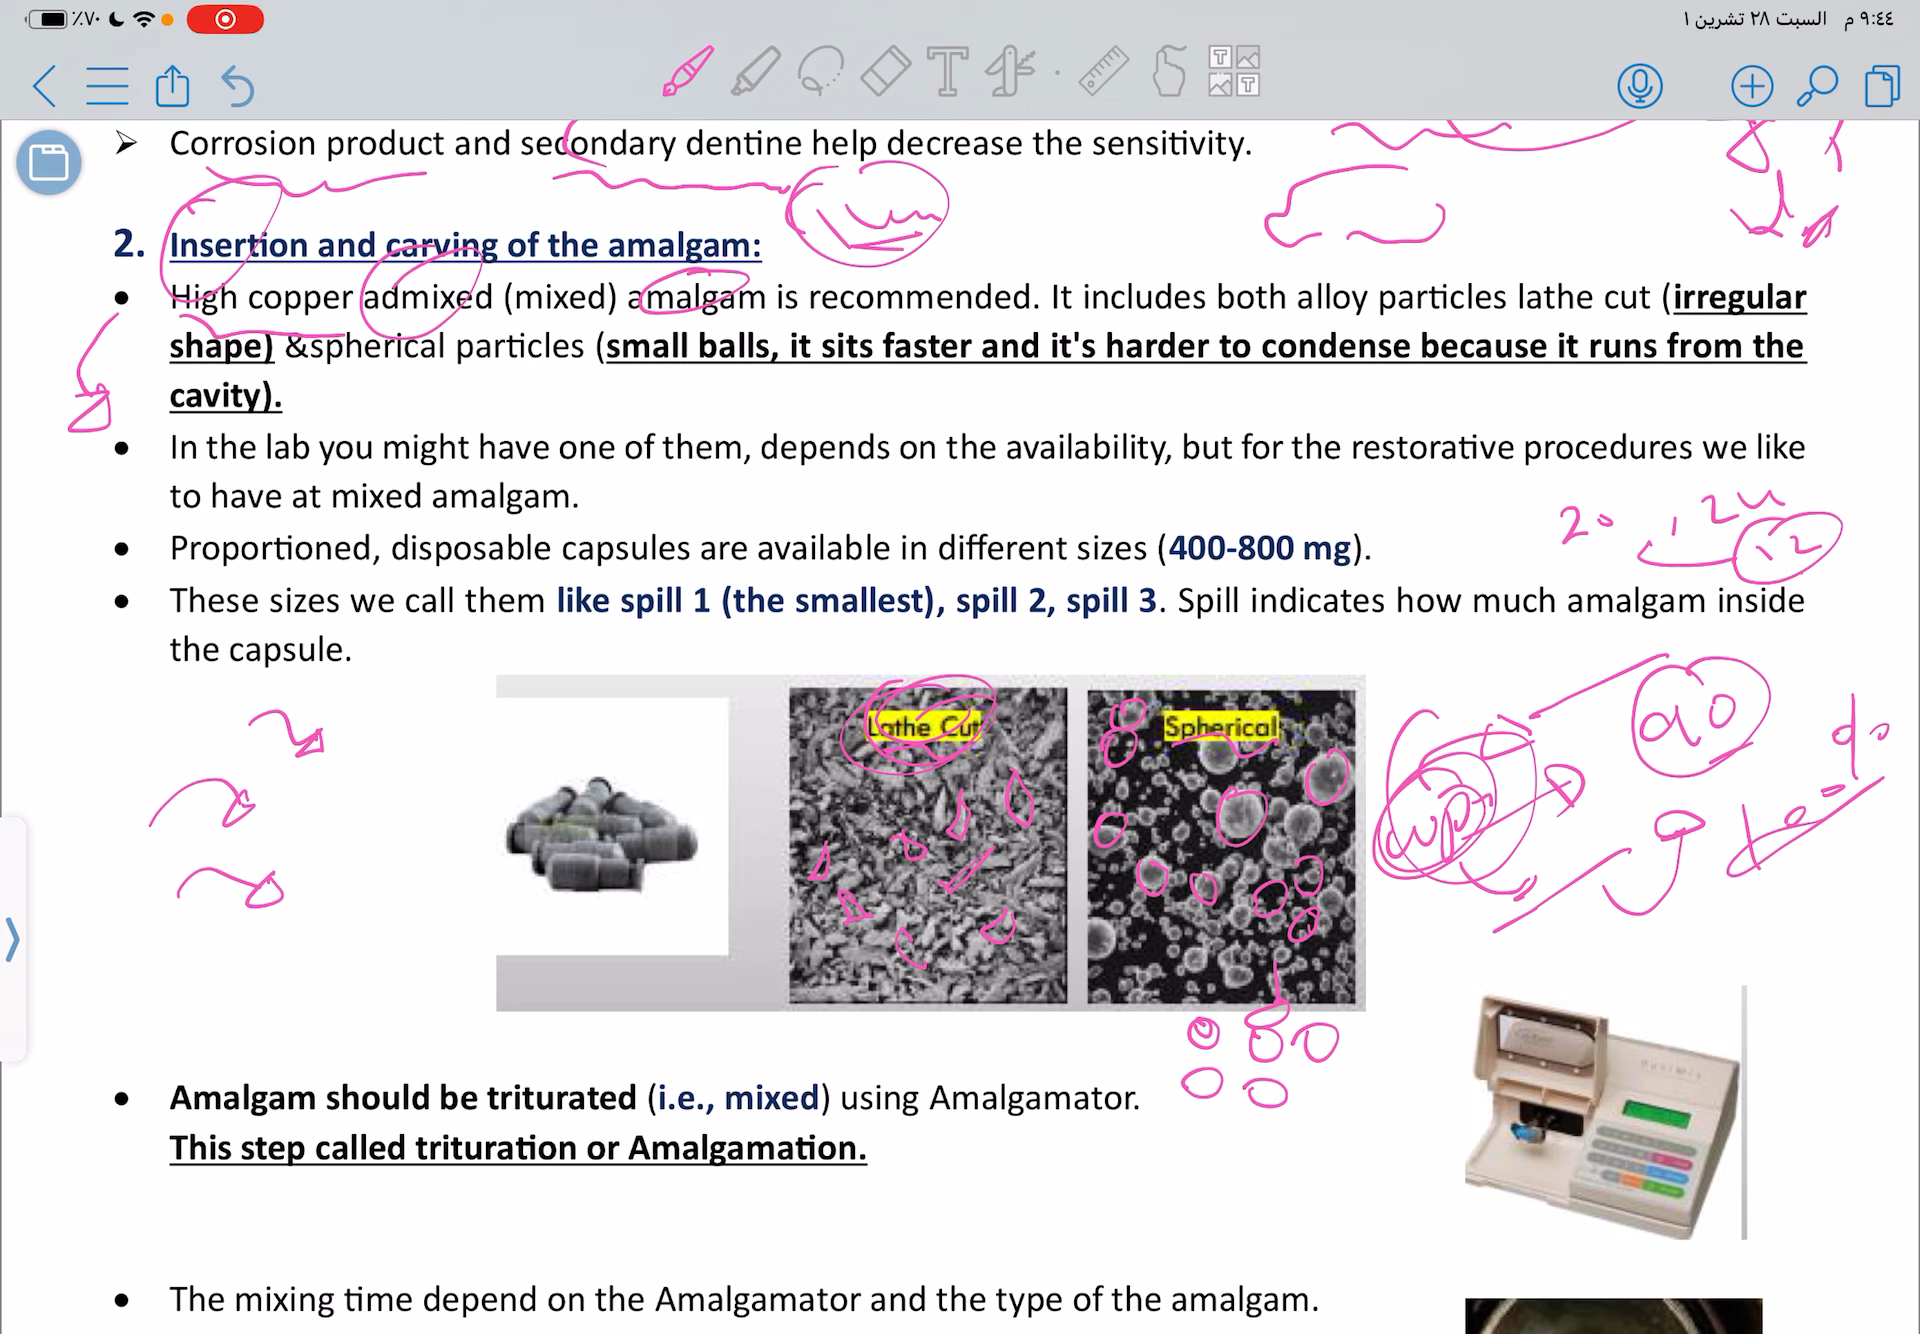 ٪٧٠
٩:٤٤ م السبت ٢٨ تشرين ١
➢ Corrosion product and secondary dentine help decrease the sensitivity.
2. Insertion and carving of the amalgam:
• High copper admixed (mixed) amalgam is recommended. It includes both alloy particles lathe cut (irregular
shape) &spherical particles (small balls, it sits faster and it's harder to condense because it runs from the
cavity).
• In the lab you might have one of them, depends on the availability, but for the restorative procedures we like
to have at mixed amalgam.
• Proportioned, disposable capsules are available in different sizes (400-800 mg).
• These sizes we call them like spill 1 (the smallest), spill 2, spill 3. Spill indicates how much amalgam inside
the capsule.
Lathe Cut
Spherical
• Amalgam should be triturated (i.e., mixed) using Amalgamator.
This step called trituration or Amalgamation.
• The mixing time depend on the Amalgamator and the type of the amalgam.